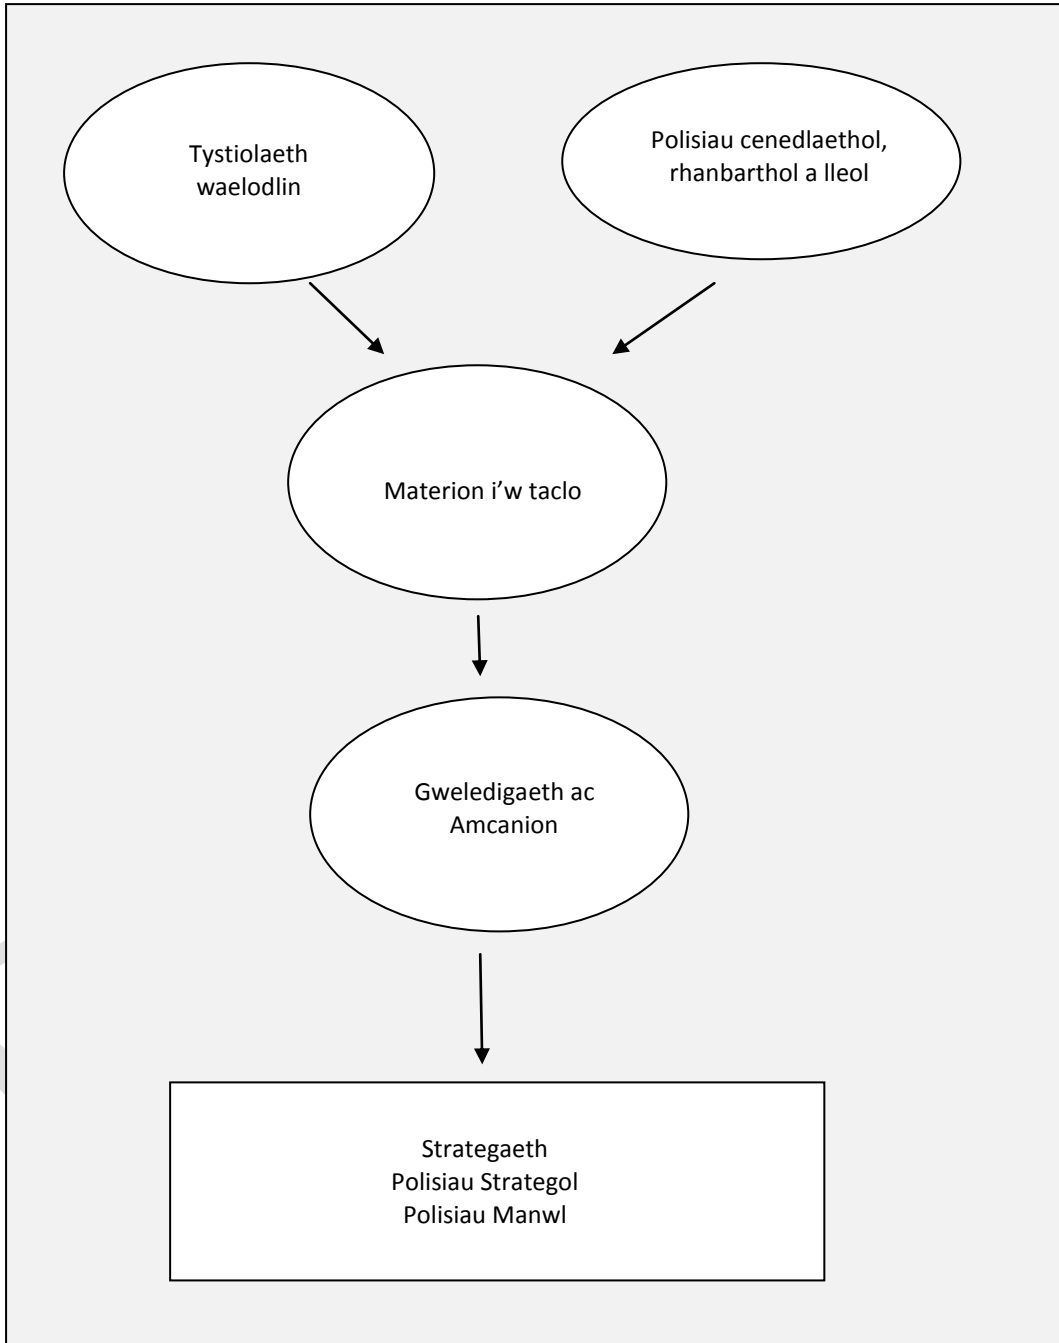 Tystiolaeth
waelodlin
Polisiau cenedlaethol,
rhanbarthol a lleol
Materion i’w taclo
Gweledigaeth ac
Amcanion
Strategaeth
Polisiau Strategol
Polisiau Manwl